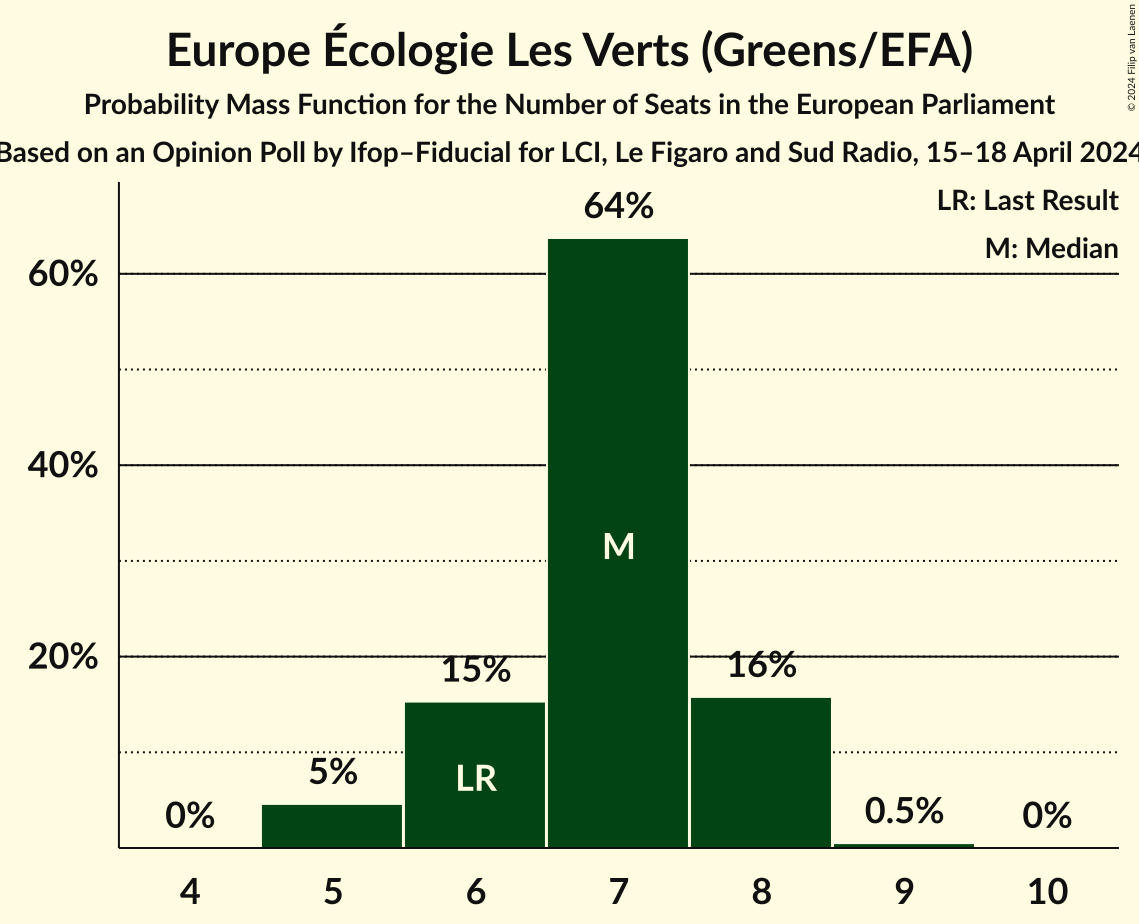 Europe Écologie Les Verts (Greens/EFA)
Probability Mass Function for the Number of Seats in the European Parliament
Based on an Opinion Poll by Ifop–Fiducial for LCI, Le Figaro and Sud Radio, 15–18 April 2024
© 2024 Filip van Laenen
LR: Last Result
M: Median
64%
60%
40%
M
20%
15%
16%
5%
LR
0%
0.5%
0%
4 5 6 7 8 9 10